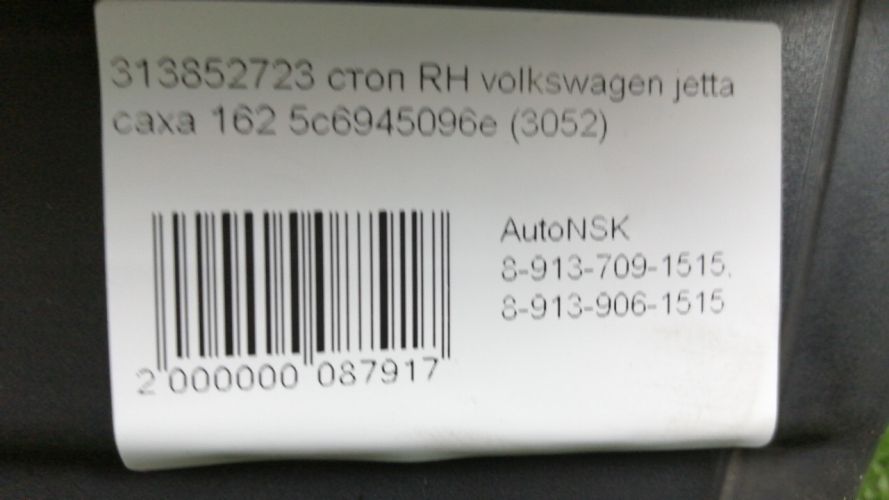 313852723 стоп RH volkswagen jetta
caxa 162 5c6945096e (3052)
AutoNSK
8-913-709-1515,
8-913-906-1515
2 000000 087917